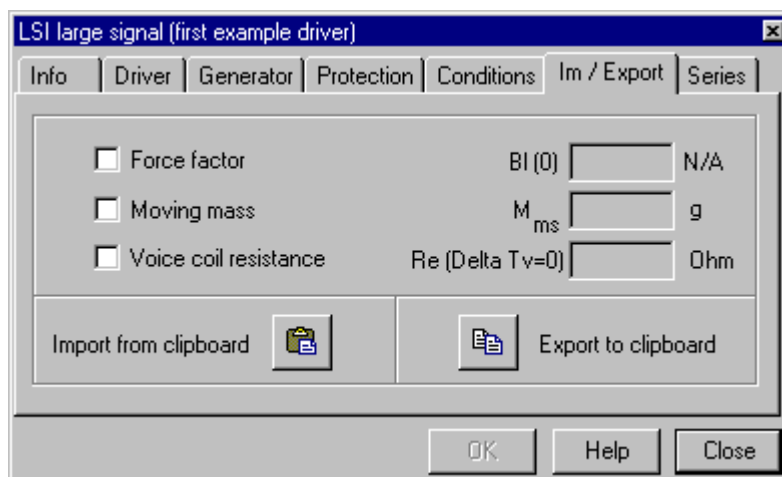 LSI large signal (first example driver)
Info Driver Generator Protection Conditions Im / Export Series
Force factor Bl (0) N/A
Moving mass Mms g
Voice coil resistance Re (Delta Tv=0) Ohm
Import from clipboard Export to clipboard
OK Help Close